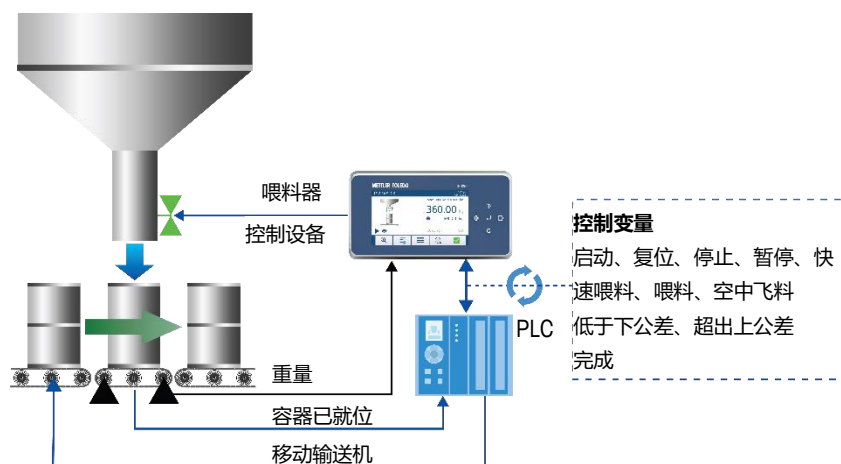 METTLER TOLEDO
360.00
喂料器
控制设备
控制变量
启动、复位、停止、暂停、快
速喂料、喂料、空中飞料
低于下公差、超出上公差
完成
PLC
重量
容器已就位
移动输送机